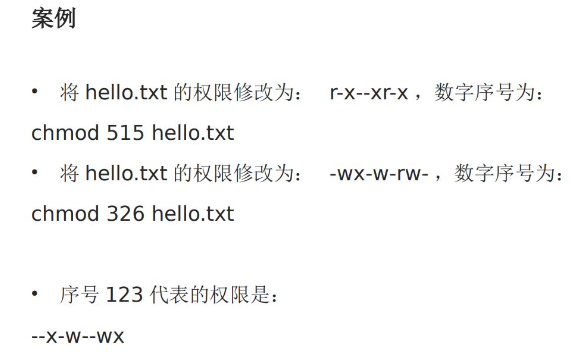 案例
• 将 hello.txt 的权限修改为： r-x--xr-x ，数字序号为：
chmod 515 hello.txt
• 将 hello.txt 的权限修改为： -wx-w-rw- ，数字序号为：
chmod 326 hello.txt
• 序号 123 代表的权限是：
--x-w--wx